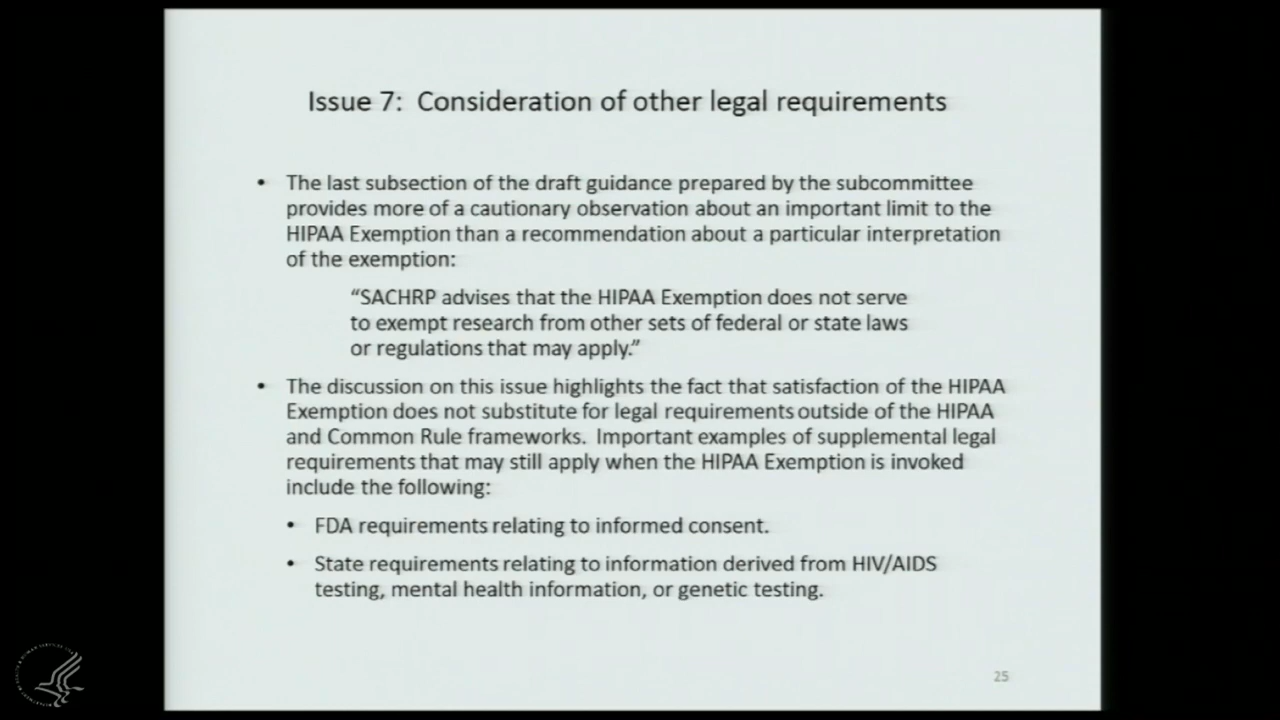 Issue 7: Consideration of other legal requirements
• The last subsection of the draft guidance prepared by the subcommittee
provides more of a cautionary observation about an important limit to the
HIPAA Exemption than a recommendation about a particular interpretation
of the exemption:
“SACHRP advises that the HIPAA Exemption does not serve
to exempt research from other sets of federal or state laws
or regulations that may apply.”
• The discussion on this issue highlights the fact that satisfaction of the HIPAA
Exemption does not substitute for legal requirements outside of the HIPAA
and Common Rule frameworks. Important examples of supplemental legal
requirements that may still apply when the HIPAA Exemption is invoked
include the following:
• FDA requirements relating to informed consent.
• State requirements relating to information derived from HIV/AIDS
testing, mental health information, or genetic testing.
25